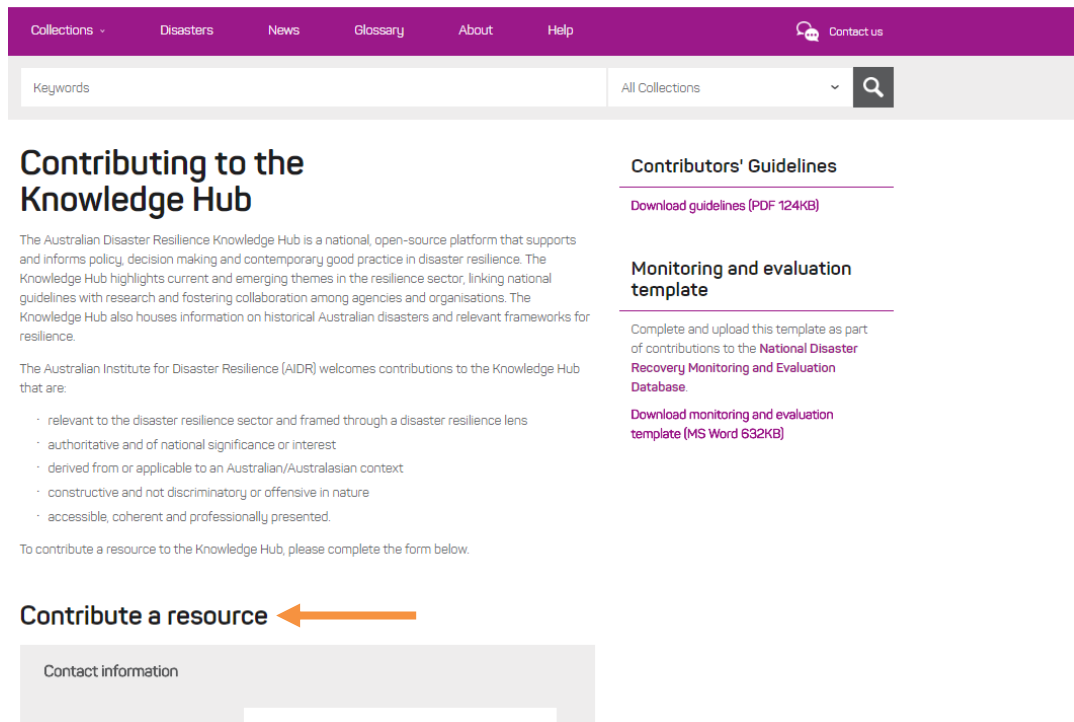 Collections
Disasters
News
Glossary
About
Help
Contact us
Keywords
All Collections
Contributing to the
Knowledge Hub
The Australian Disaster Resilience Knowledge Hub is a national, open-source platform that supports
and informs policy, decision making and contemporary good practice in disaster resilience. The
Knowledge Hub highlights current and emerging themes in the resilience sector, linking national
guidelines with research and fostering collaboration among agencies and organisations. The
Knowledge Hub also houses information on historical Australian disasters and relevant frameworks for
resilience.
The Australian Institute for Disaster Resilience (AIDR) welcomes contributions to the Knowledge Hub
that are:
· relevant to the disaster resilience sector and framed through a disaster resilience lens
· authoritative and of national significance or interest
· derived from or applicable to an Australian/Australasian context
· constructive and not discriminatory or offensive in nature
· accessible, coherent and professionally presented.
To contribute a resource to the Knowledge Hub, please complete the form below.
Contribute a resource
Contact information
Contributors' Guidelines
Download guidelines (PDF 124KB)
Monitoring and evaluation
template
Complete and upload this template as part
of contributions to the National Disaster
Recovery Monitoring and Evaluation
Database.
Download monitoring and evaluation
template (MS Word 632KB)